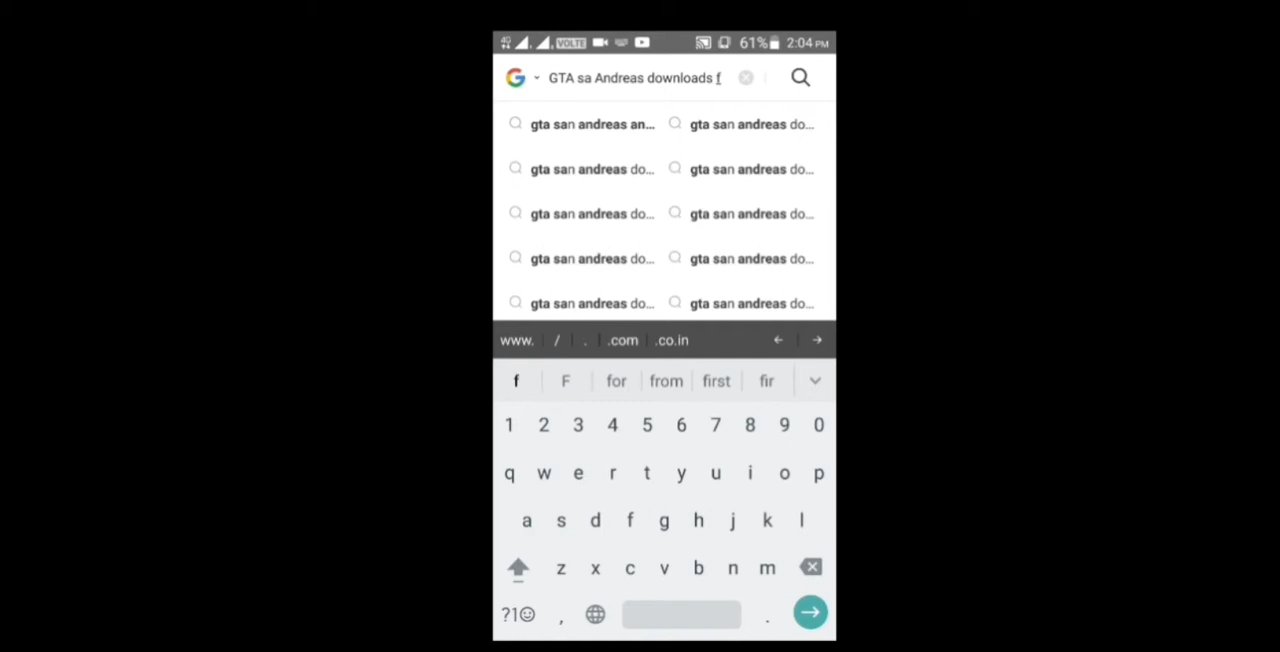 4G VOLTE 61% 2:04 PM
GTA sa Andreas downloads f
gta san andreas an... gta san andreas do...
gta san andreas do... gta san andreas do...
gta san andreas do... gta san andreas do...
gta san andreas do... gta san andreas do...
gta san andreas do... gta san andreas do...
www. / . .com .co.in
f F for from first fir
1 2 3 4 5 6 7 8 9 0
q w e r t y u i o p
a s d f g h j k l
z x c v b n m
?1☺ , .